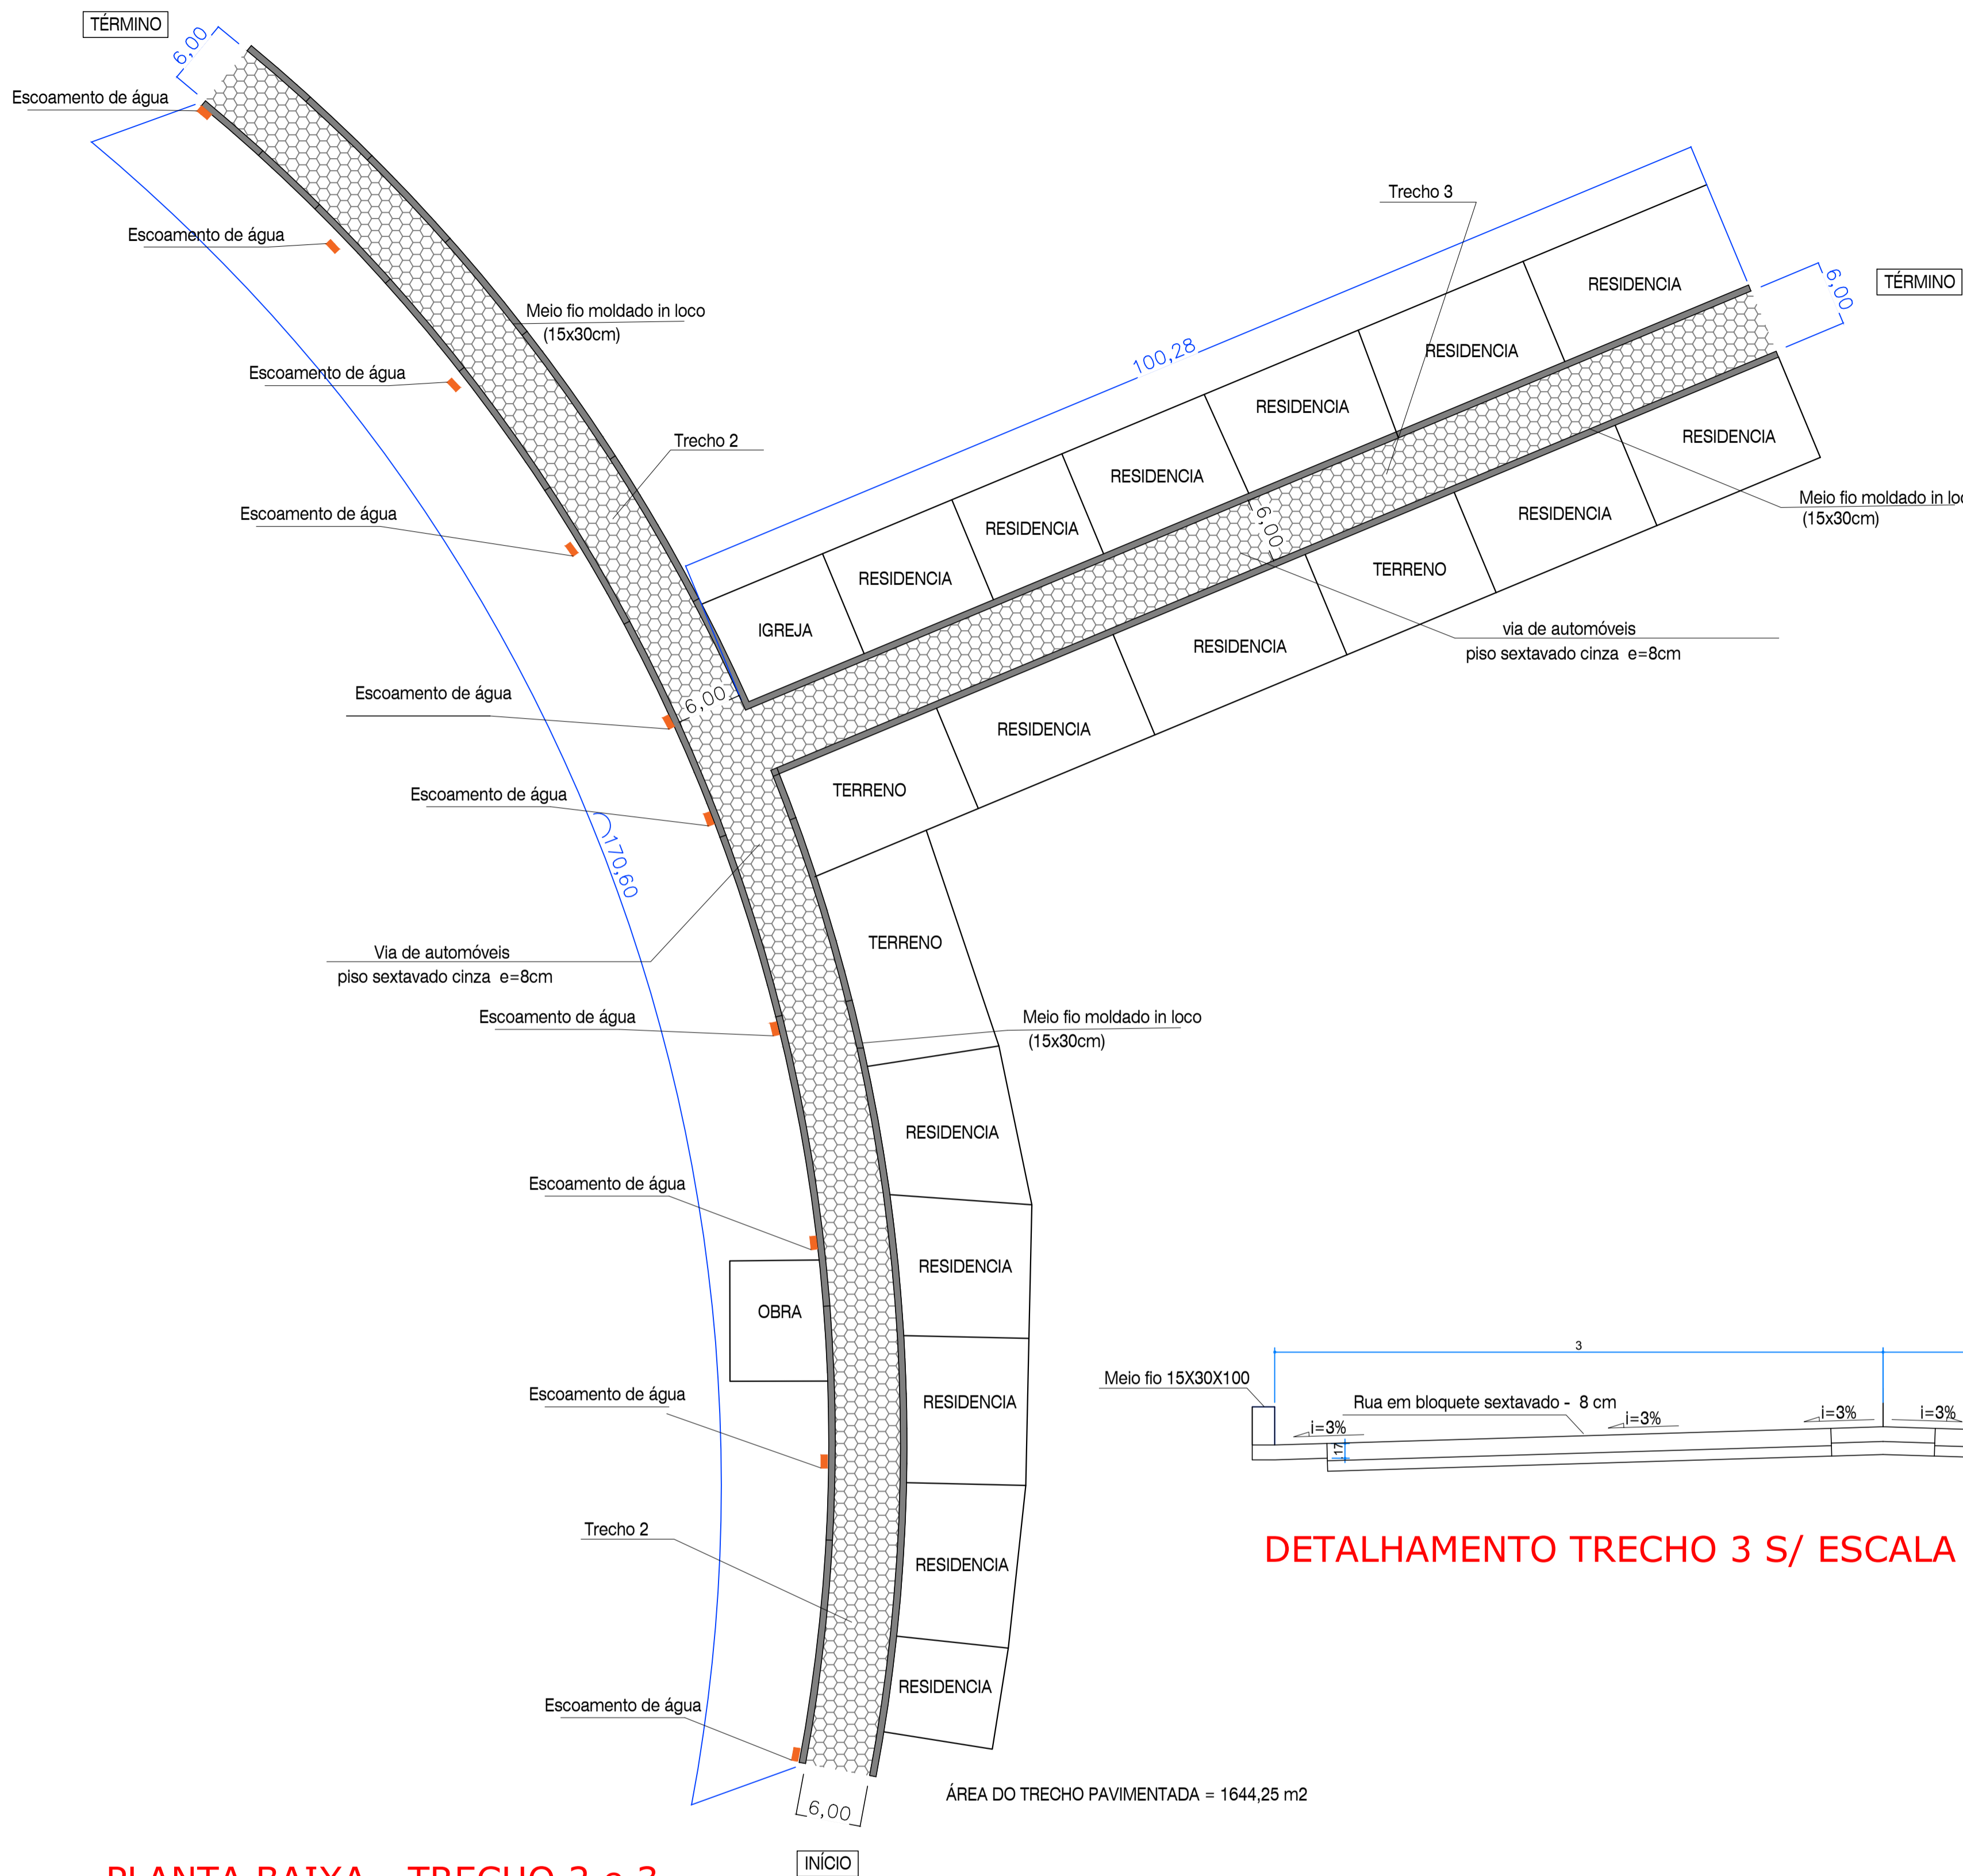 TÉRMINO
6,00
Escoamento de água
Trecho 3
Escoamento de água
RESIDENCIA
6,00
TÉRMINO
Meio fio moldado in loco
(15x30cm)
100,28
RESIDENCIA
Escoamento de água
RESIDENCIA
Trecho 2
RESIDENCIA
RESIDENCIA
Meio fio moldado in loc
(15x30cm)
Escoamento de água
RESIDENCIA
RESIDENCIA
6,00
RESIDENCIA
TERRENO
IGREJA
via de automóveis
piso sextavado cinza e=8cm
RESIDENCIA
Escoamento de água
6,00
RESIDENCIA
TERRENO
Escoamento de água
170,60
TERRENO
Via de automóveis
piso sextavado cinza e=8cm
Escoamento de água
Meio fio moldado in loco
(15x30cm)
RESIDENCIA
Escoamento de água
RESIDENCIA
OBRA
3
Meio fio 15X30X100
Escoamento de água
RESIDENCIA
Rua em bloquete sextavado - 8 cm
i=3%
i=3%
i=3%
i=3%
17
Trecho 2
DETALHAMENTO TRECHO 3 S/ ESCALA
RESIDENCIA
RESIDENCIA
Escoamento de água
ÁREA DO TRECHO PAVIMENTADA = 1644,25 m2
6,00
INÍCIO
PLANTA BAIXA - TRECHO 2 e 3